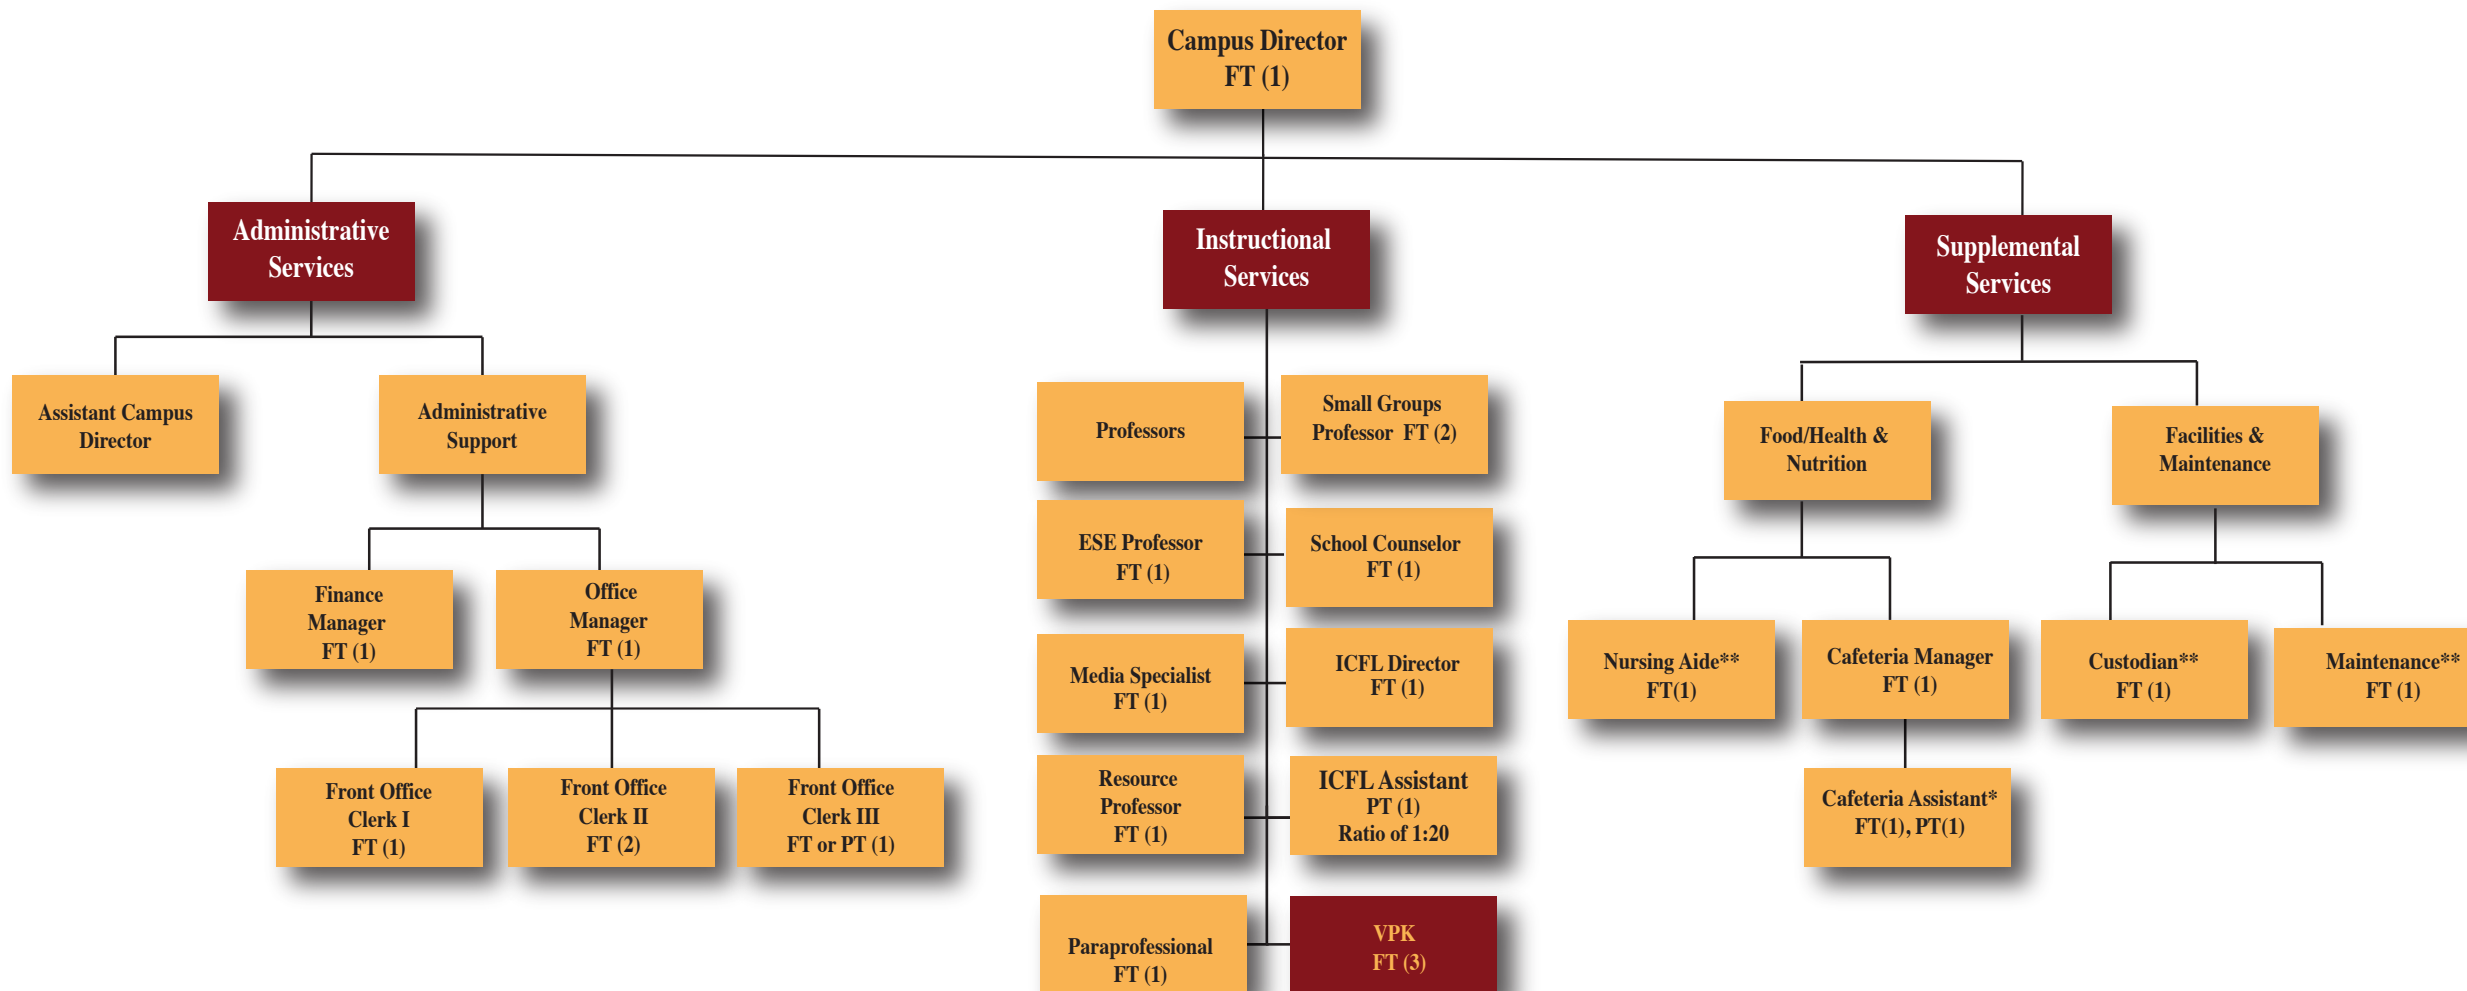 Campus Director
FT (1)
Administrative
Services
Instructional
Services
Supplemental
Services
Assistant Campus
Director
Administrative
Support
Finance
Manager
FT (1)
Office
Manager
FT (1)
Front Office
Clerk I
FT (1)
Front Office
Clerk II
FT (2)
Front Office
Clerk III
FT or PT (1)
Professors
Small Groups
Professor FT (2)
ESE Professor
FT (1)
School Counselor
FT (1)
Media Specialist
FT (1)
ICFL Director
FT (1)
Resource
Professor
FT (1)
ICFL Assistant
PT (1)
Ratio of 1:20
Paraprofessional
FT (1)
VPK
FT (3)
Food/Health &
Nutrition
Facilities &
Maintenance
Nursing Aide**
FT(1)
Cafeteria Manager
FT (1)
Custodian**
FT (1)
Maintenance**
FT (1)
Cafeteria Assistant*
FT(1), PT(1)